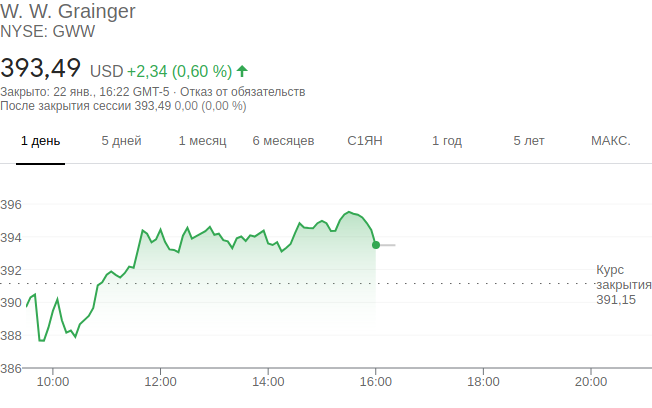 W. W. Grainger
NYSE: GWW
393,49 USD +2,34 (0,60 %)
Закрыто: 22 янв., 16:22 GMT-5 · Отказ от обязательств
После закрытия сессии 393,49 0,00 (0,00 %)
1 день 5 дней 1 месяц 6 месяцев С1ЯН 1 год 5 лет МАКС.
396
394
392
Курс
закрытия
391,15
390
388
386
10:00 12:00 14:00 16:00 18:00 20:00